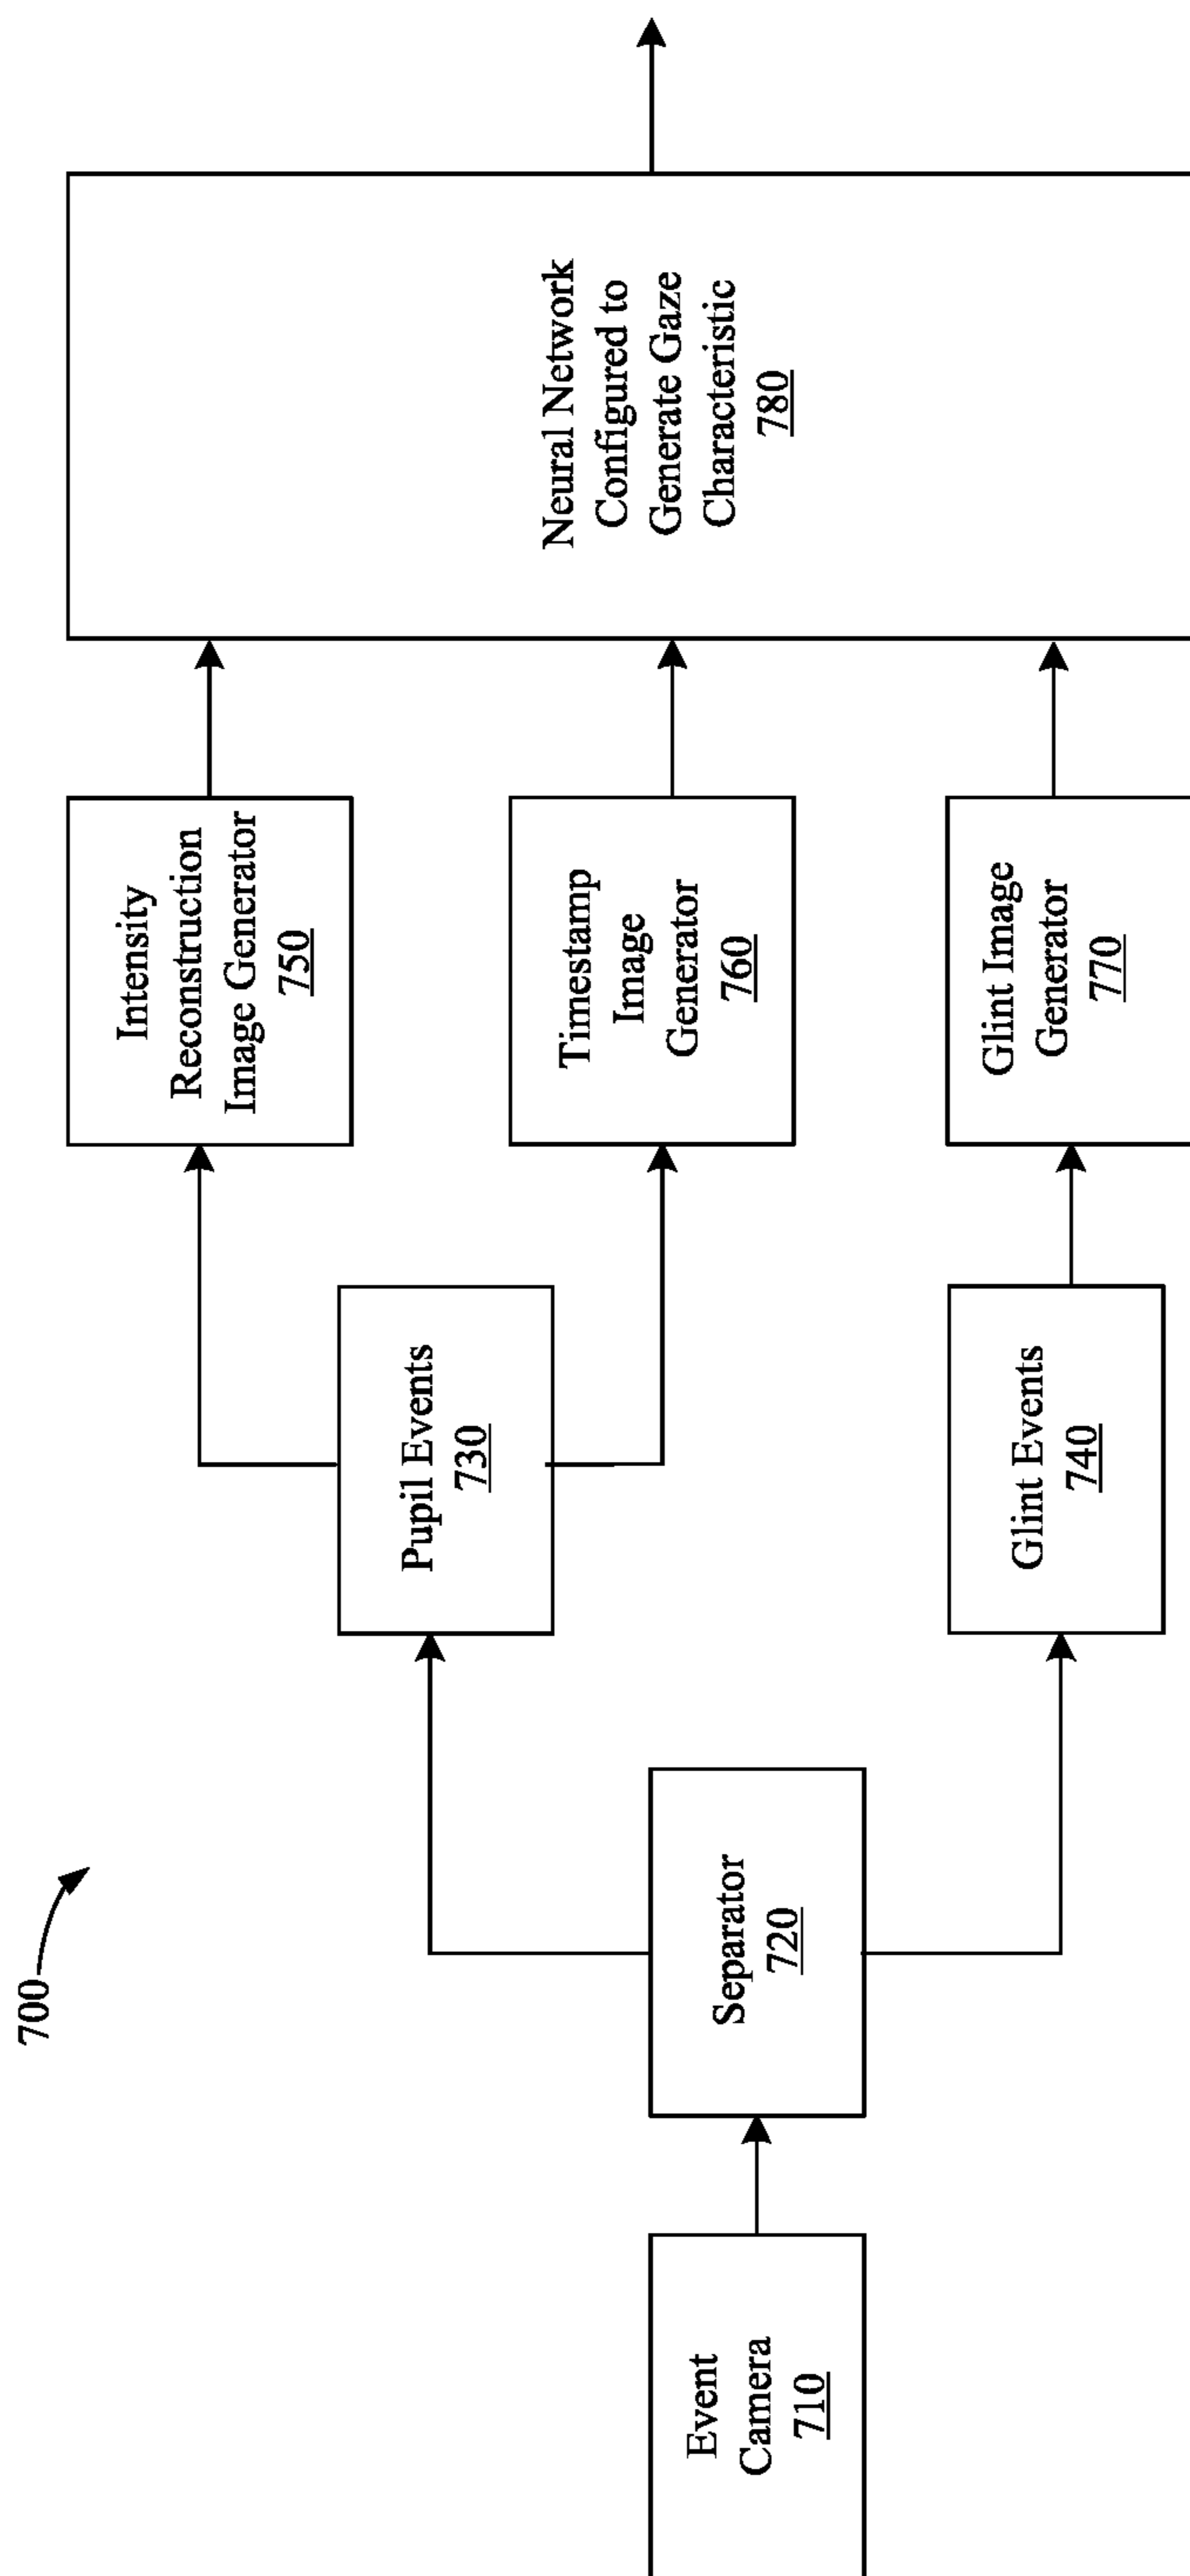 700
Event
Camera
710
Separator
720
Pupil Events
730
Glint Events
740
Intensity
Reconstruction
Image Generator
750
Timestamp
Image
Generator
760
Glint Image
Generator
770
Neural Network
Configured to
Generate Gaze
Characteristic
780